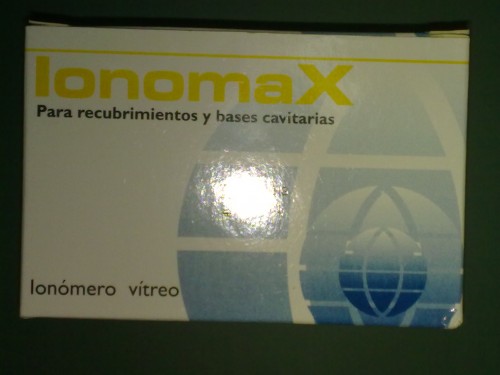 IonomaX
Para recubrimientos y bases cavitarias
Ionómero vítreo